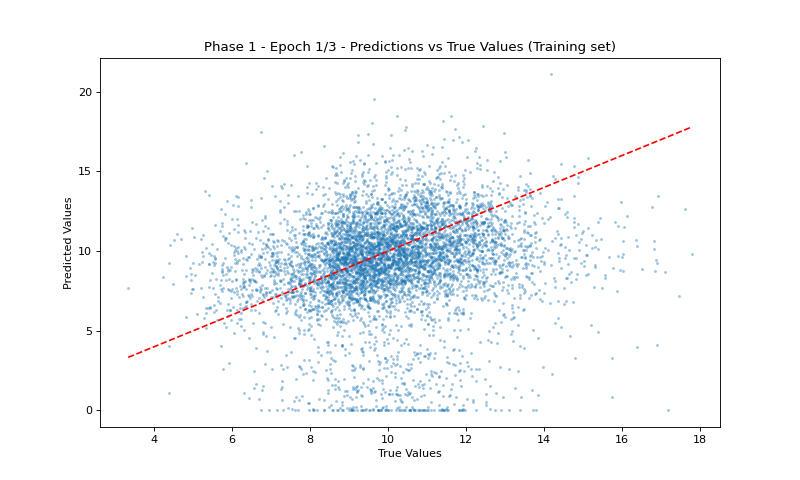 Phase 1 - Epoch 1/3 - Predictions vs True Values (Training set)
20
15
10
5
0
Predicted Values
4 6 8 10 12 14 16 18
True Values